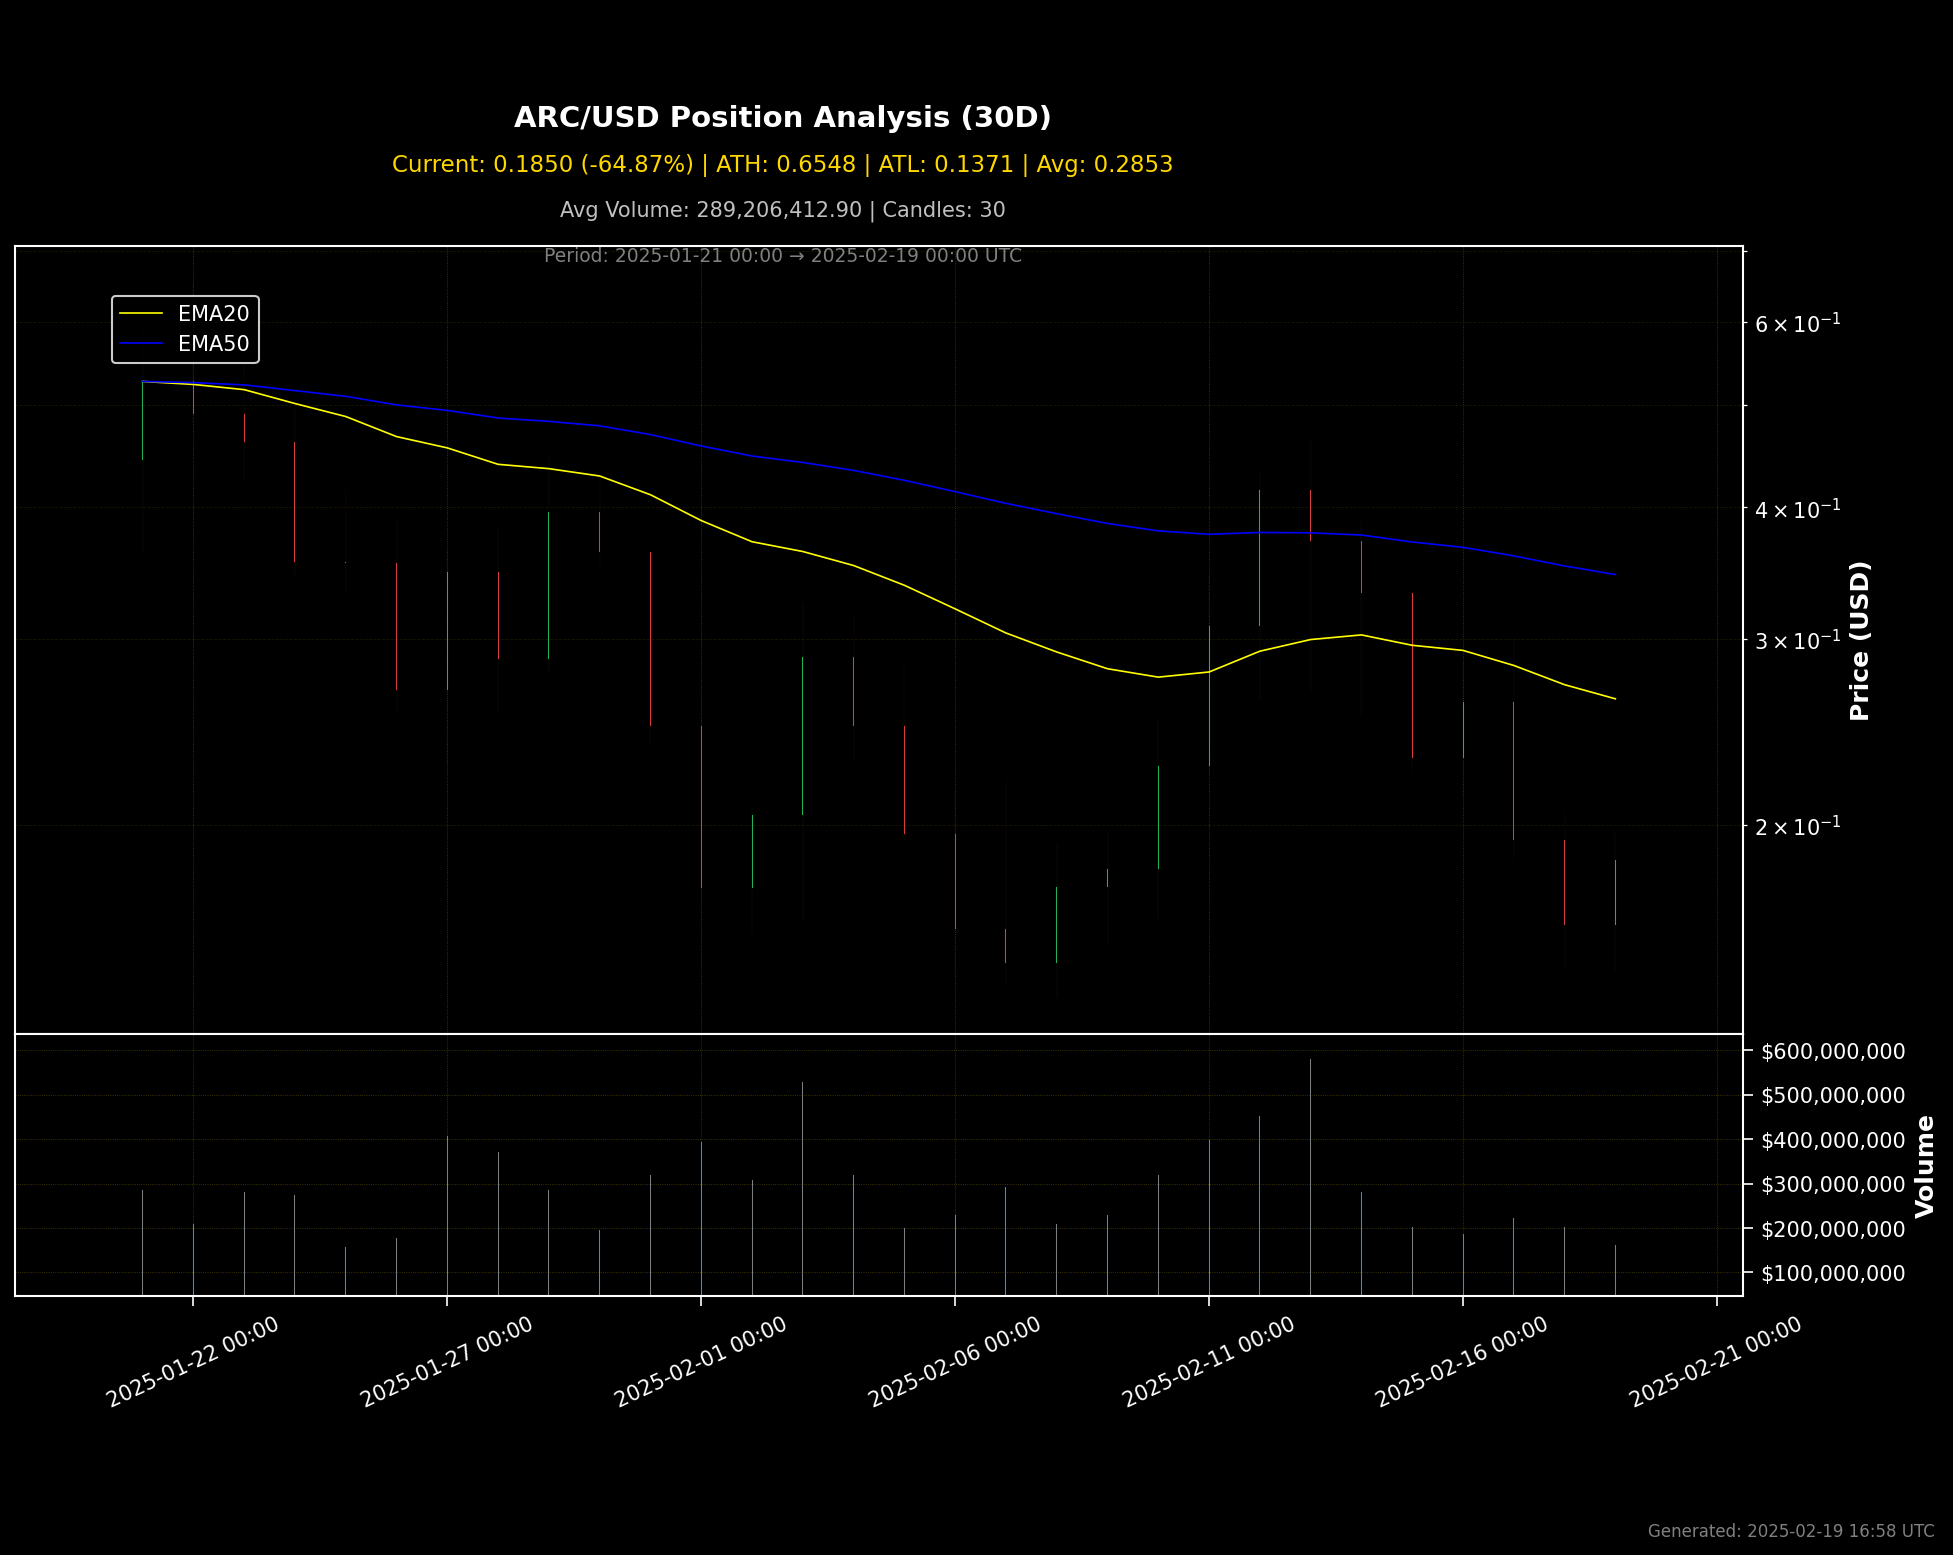 ARC/USD Position Analysis (30D)
Current: 0.1850 (-64.87%) | ATH: 0.6548 | ATL: 0.1371 | Avg: 0.2853
Avg Volume: 289,206,412.90 | Candles: 30
Period: 2025-01-21 00:00 → 2025-02-19 00:00 UTC
EMA20
EMA50
6 × 10⁻¹
4 × 10⁻¹
3 × 10⁻¹
2 × 10⁻¹
Price (USD)
$600,000,000
$500,000,000
$400,000,000
$300,000,000
$200,000,000
$100,000,000
Volume
2025-01-22 00:00
2025-01-27 00:00
2025-02-01 00:00
2025-02-06 00:00
2025-02-11 00:00
2025-02-16 00:00
2025-02-21 00:00
Generated: 2025-02-19 16:58 UTC